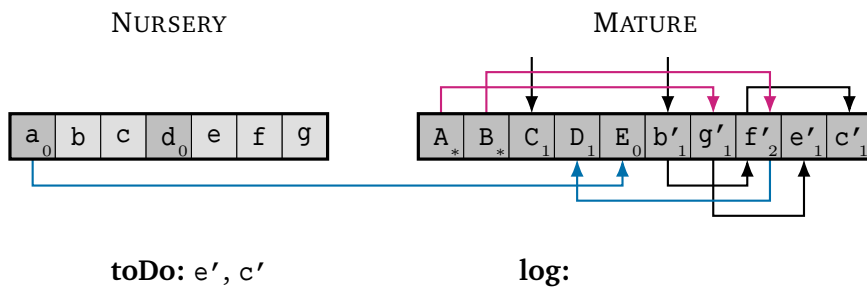 NURSERY MATURE
a₀ b c d₀ e f g A* B* C₁ D₁ E₀ b′₁ g′₁ f′₂ e′₁ c′₁
toDo: e′, c′ log: